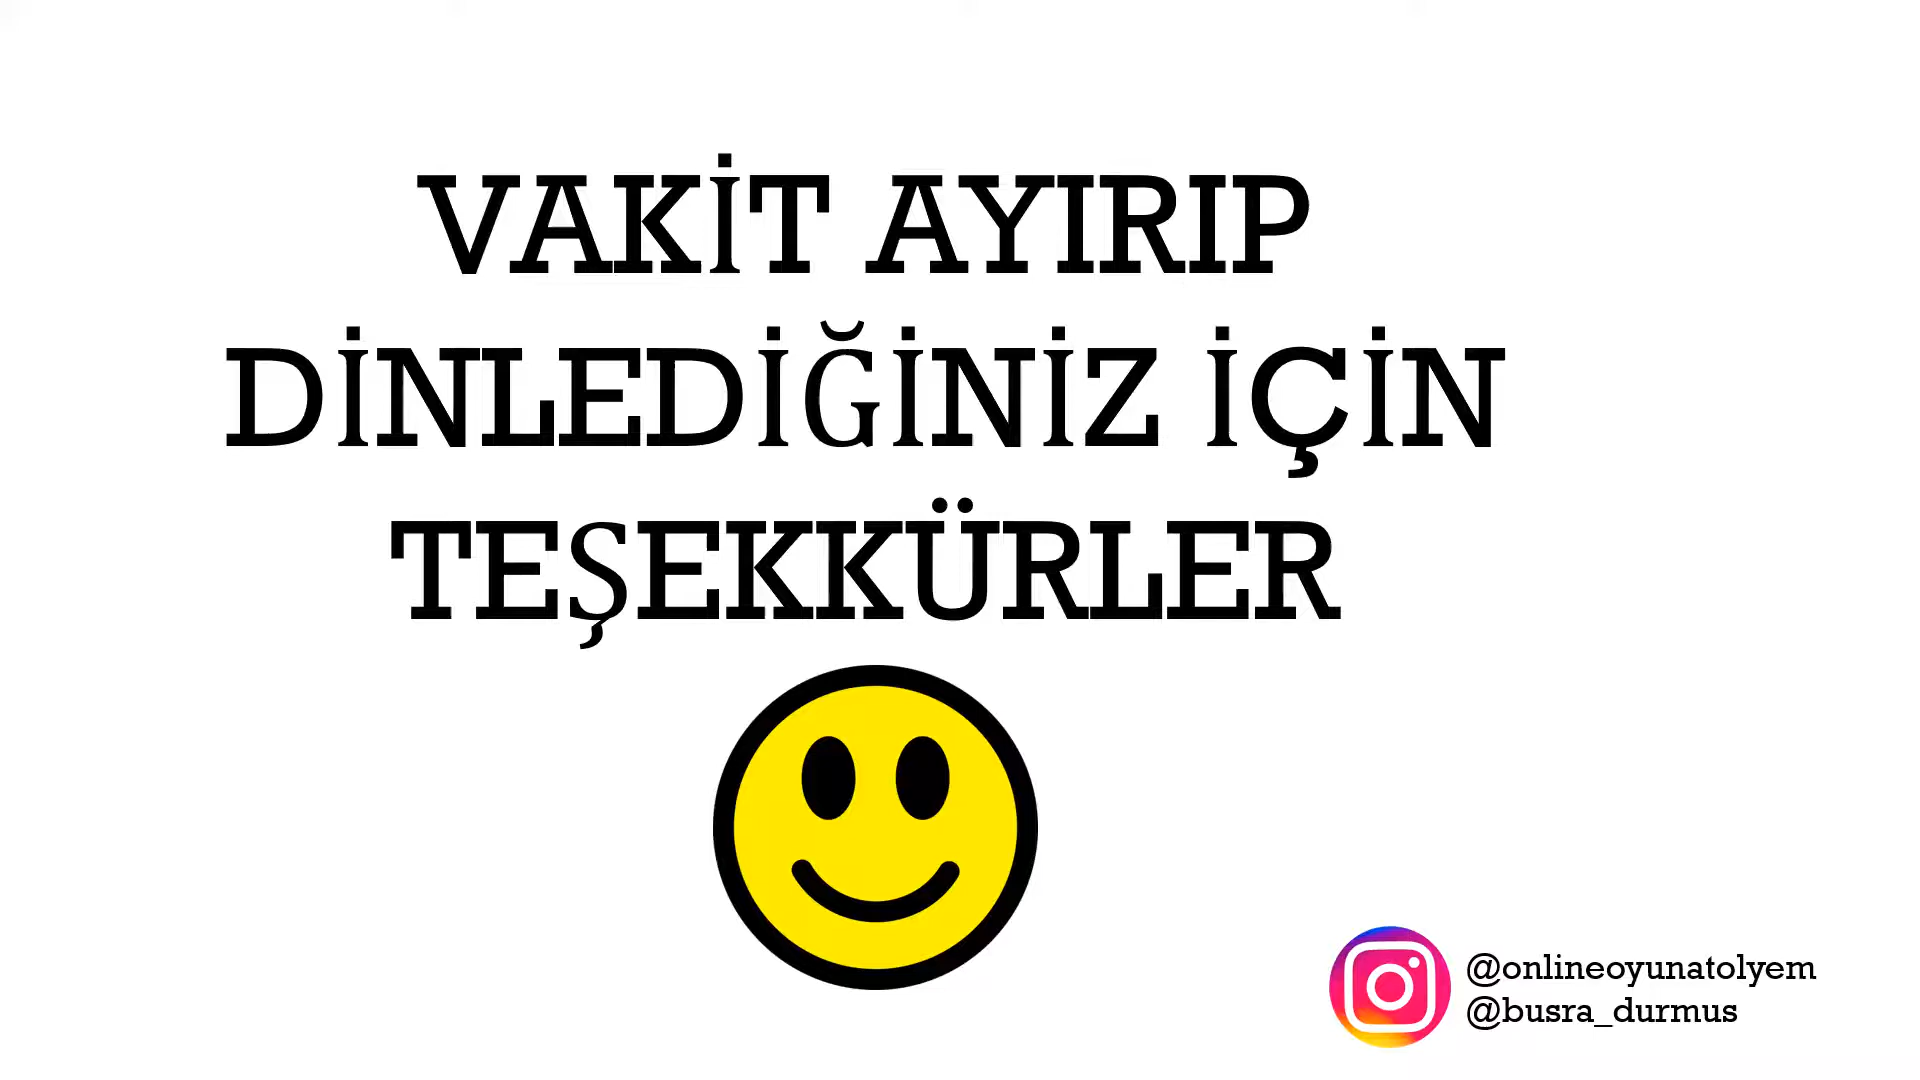 VAKİT AYIRIP
DİNLEDİĞİNİZ İÇİN
TEŞEKKÜRLER
@onlineoyunatolyem
@busra_durmus